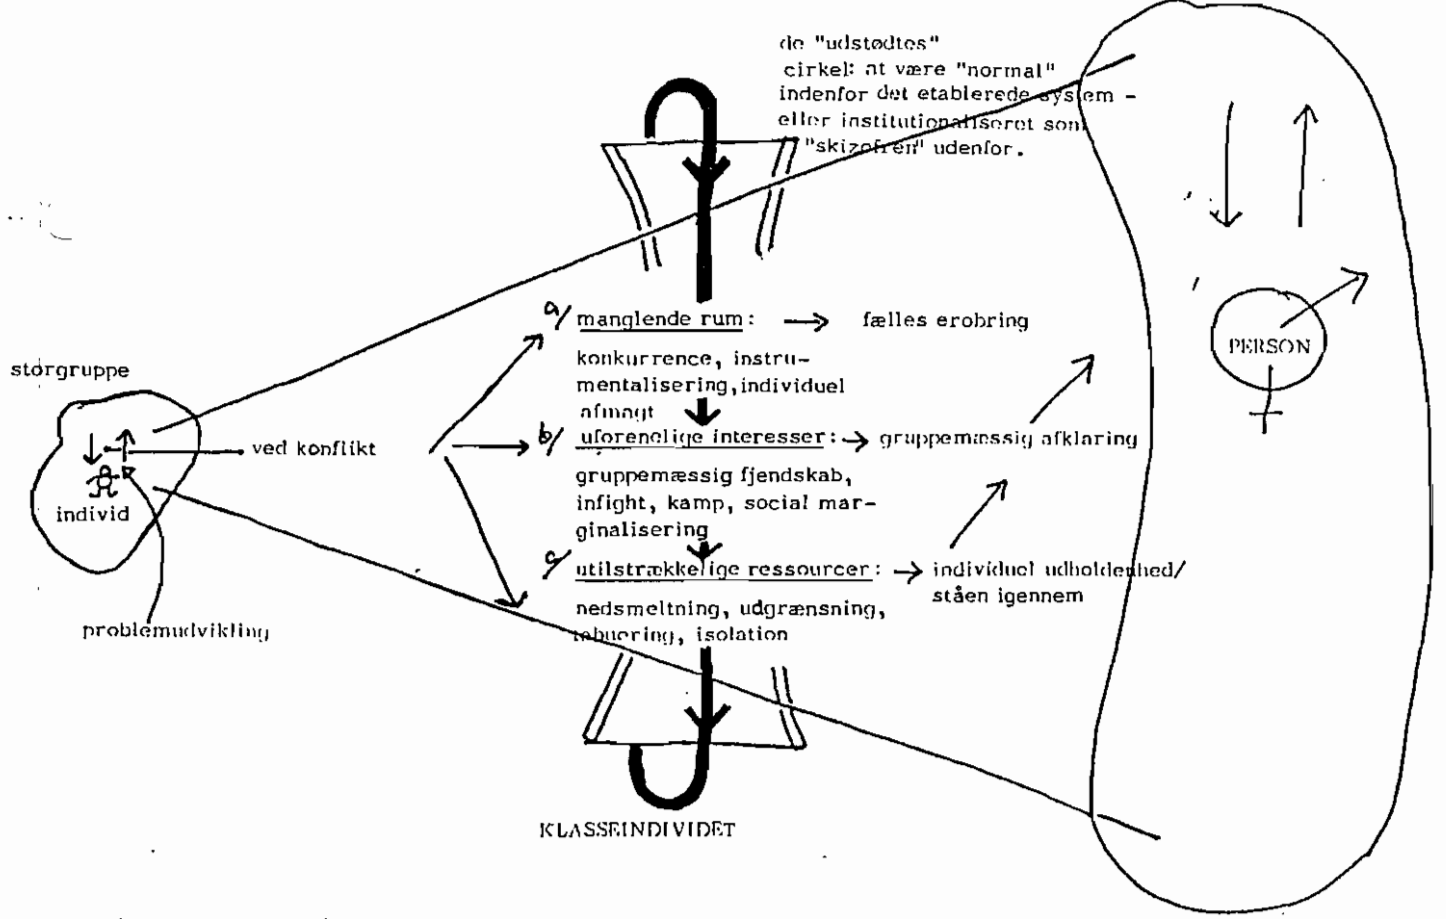 de "udstødtes"
cirkel: at være "normal"
indenfor det etablerede system -
eller institutionaliseret som
"skizofren" udenfor.
a/ manglende rum: fælles erobring
konkurrence, instru-
mentalisering, individuel
afmagt
storgruppe
individ
ved konflikt
problemudvikling
b/ uforenelige interesser: gruppemæssig afklaring
gruppemæssig fjendskab,
infight, kamp, social mar-
ginalisering
c/ utilstrækkelige ressourcer: individuel udholdenhed/
ståen igennem
nedsmeltning, udgrænsning,
isolation
KLASSEINDIVIDET
PERSON